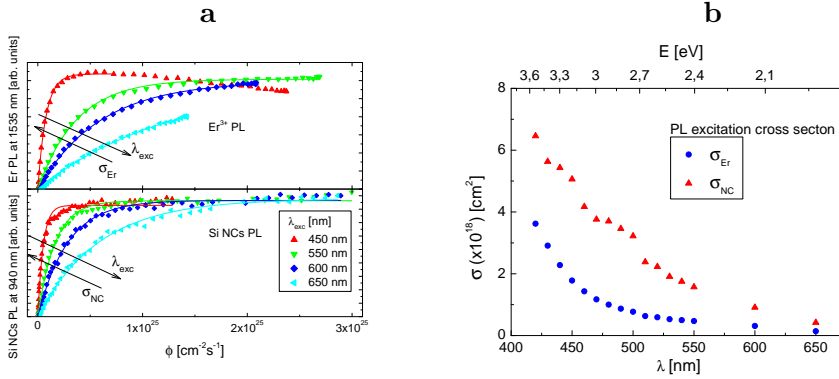 a
Er PL at 1535 nm [arb. units]
Er³⁺ PL
λexc
σEr
Si NCs PL at 940 nm [arb. units]
Si NCs PL
λexc [nm]
450 nm
550 nm
600 nm
650 nm
λexc
σNC
0 1x10²⁵ 2x10²⁵ 3x10²⁵
ϕ [cm⁻²s⁻¹]
b
E [eV]
3,6 3,3 3 2,7 2,4 2,1
PL excitation cross secton
σEr
σNC
σ (x10¹⁸) [cm²]
8
6
4
2
0
400 450 500 550 600 650
λ [nm]